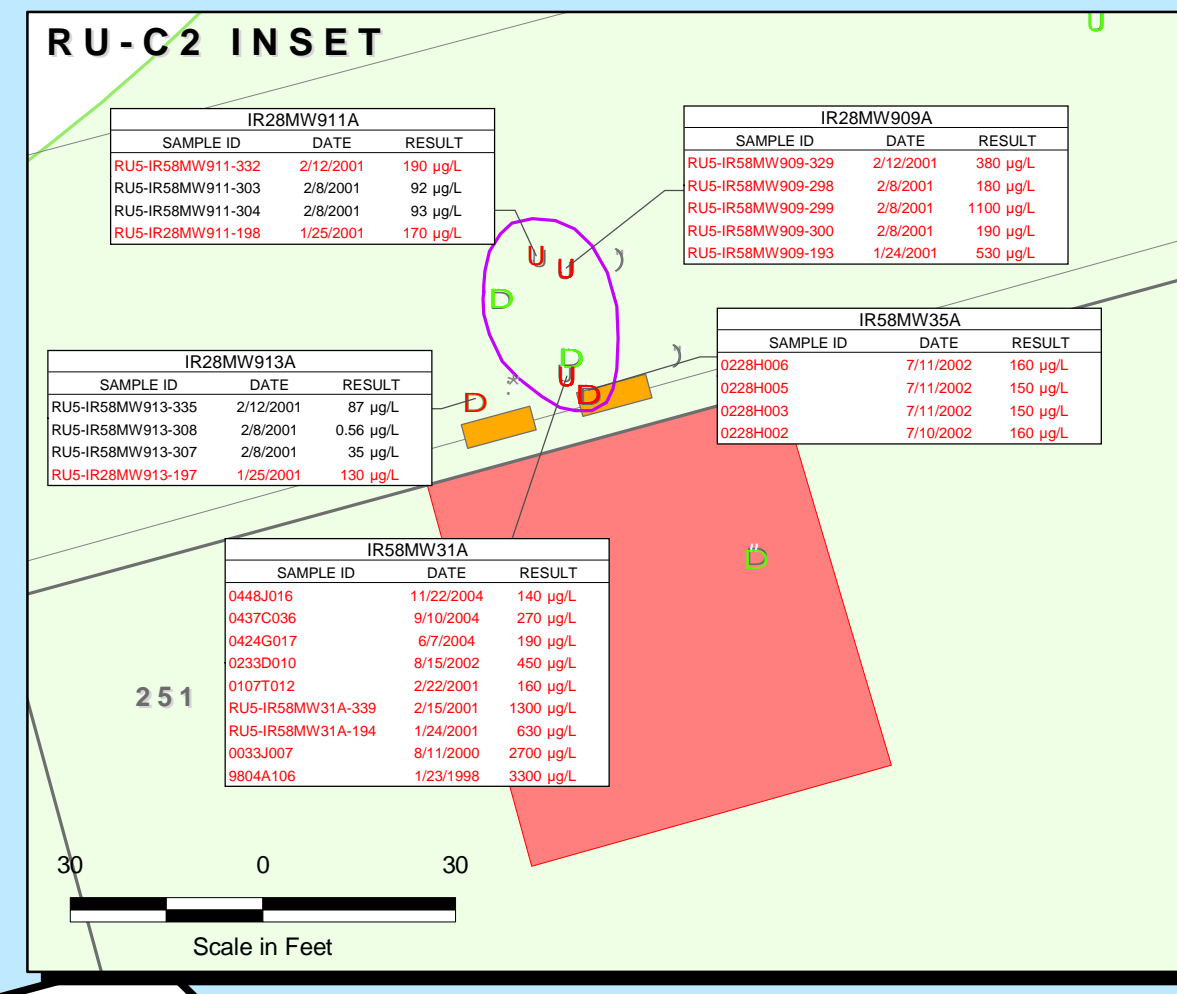 RU-C2 INSET
U
IR28MW911A
SAMPLE ID DATE RESULT
RU5-IR58MW911-332 2/12/2001 190 µg/L
RU5-IR58MW911-303 2/8/2001 92 µg/L
RU5-IR58MW911-304 2/8/2001 93 µg/L
RU5-IR28MW911-198 1/25/2001 170 µg/L
IR28MW909A
SAMPLE ID DATE RESULT
RU5-IR58MW909-329 2/12/2001 380 µg/L
RU5-IR58MW909-298 2/8/2001 180 µg/L
RU5-IR58MW909-299 2/8/2001 1100 µg/L
RU5-IR58MW909-300 2/8/2001 190 µg/L
RU5-IR58MW909-193 1/24/2001 530 µg/L
U U )
D
IR58MW35A
SAMPLE ID DATE RESULT
0228H006 7/11/2002 160 µg/L
0228H005 7/11/2002 150 µg/L
0228H003 7/11/2002 150 µg/L
0228H002 7/10/2002 160 µg/L
D )
U
D D
IR28MW913A
SAMPLE ID DATE RESULT
RU5-IR58MW913-335 2/12/2001 87 µg/L
RU5-IR58MW913-308 2/8/2001 0.56 µg/L
RU5-IR58MW913-307 2/8/2001 35 µg/L
RU5-IR28MW913-197 1/25/2001 130 µg/L
D
IR58MW31A
SAMPLE ID DATE RESULT
0448J016 11/22/2004 140 µg/L
0437C036 9/10/2004 270 µg/L
0424G017 6/7/2004 190 µg/L
0233D010 8/15/2002 450 µg/L
0107T012 2/22/2001 160 µg/L
RU5-IR58MW31A-339 2/15/2001 1300 µg/L
RU5-IR58MW31A-194 1/24/2001 630 µg/L
0033J007 8/11/2000 2700 µg/L
9804A106 1/23/1998 3300 µg/L
251
30 0 30
Scale in Feet